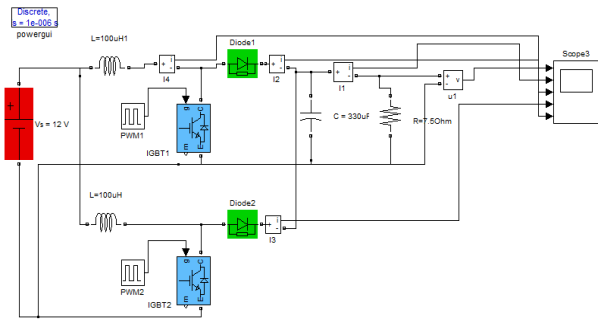 Discrete,
s = 1e-006 s
powergui
L=100uH1
I4
Diode1
I2
I1
v
u1
Scope3
Vs = 12 V
PWM1
g
C
m
E
IGBT1
C = 330uF
R=7.5Ohm
L=100uH
Diode2
I3
PWM2
g
C
m
E
IGBT2